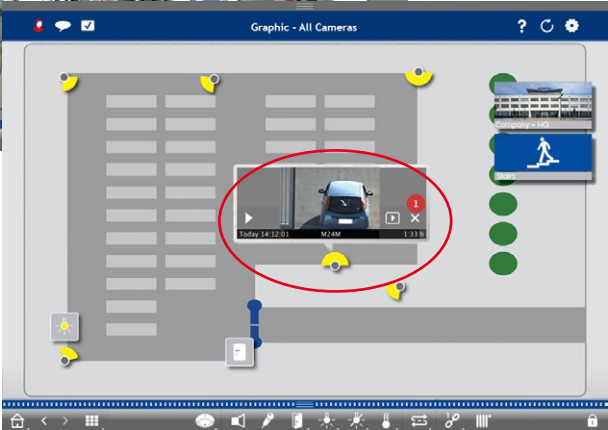 Graphic - All Cameras
?
Company - HQ
Stairs
1
Today 14:12:01 M24M 1:33 h